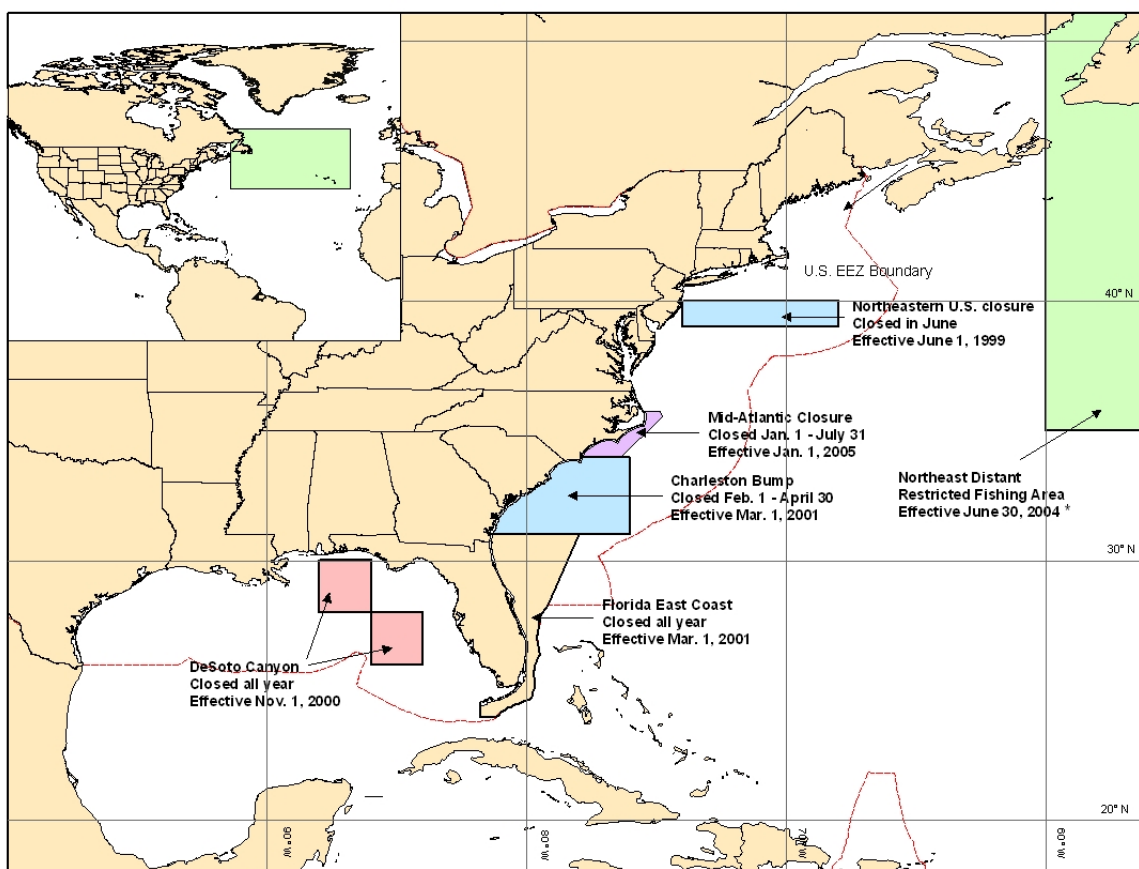 U.S. EEZ Boundary
40° N
Northeastern U.S. closure
Closed in June
Effective June 1, 1999
Mid-Atlantic Closure
Closed Jan. 1 - July 31
Effective Jan. 1, 2005
Northeast Distant
Restricted Fishing Area
Effective June 30, 2004 *
Charleston Bump
Closed Feb. 1 - April 30
Effective Mar. 1, 2001
30° N
Florida East Coast
Closed all year
Effective Mar. 1, 2001
DeSoto Canyon
Closed all year
Effective Nov. 1, 2000
20° N
90° W
80° W
70° W
60° W